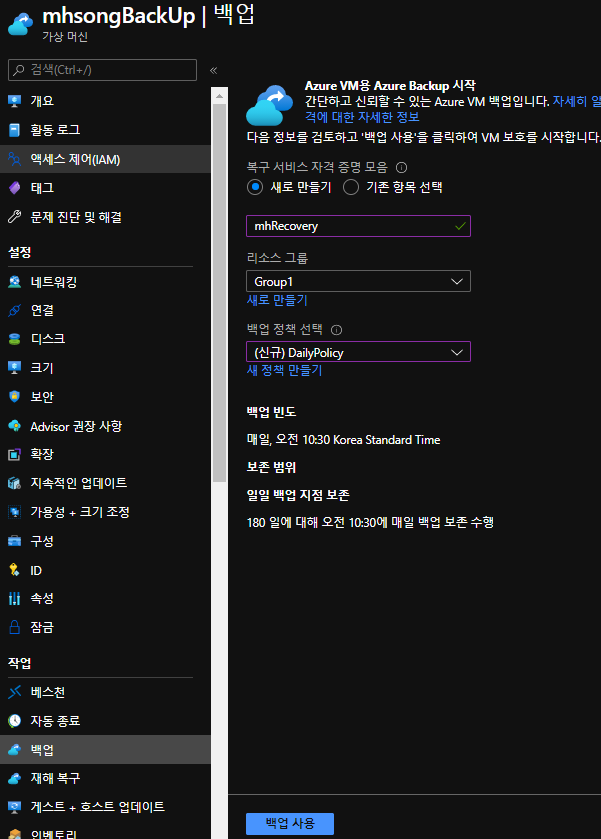 mhsongBackUp | 백업
가상 머신
검색(Ctrl+/)
«
개요
활동 로그
액세스 제어(IAM)
태그
문제 진단 및 해결
설정
네트워킹
연결
디스크
크기
보안
Advisor 권장 사항
확장
지속적인 업데이트
가용성 + 크기 조정
구성
ID
속성
잠금
작업
베스천
자동 종료
백업
재해 복구
게스트 + 호스트 업데이트
인벤토리
Azure VM용 Azure Backup 시작
간단하고 신뢰할 수 있는 Azure VM 백업입니다. 자세히 알
격에 대한 자세한 정보
다음 정보를 검토하고 '백업 사용'을 클릭하여 VM 보호를 시작합니다.
복구 서비스 자격 증명 모음
새로 만들기 기존 항목 선택
mhRecovery
리소스 그룹
Group1
새로 만들기
백업 정책 선택
(신규) DailyPolicy
새 정책 만들기
백업 빈도
매일, 오전 10:30 Korea Standard Time
보존 범위
일일 백업 지점 보존
180 일에 대해 오전 10:30에 매일 백업 보존 수행
백업 사용